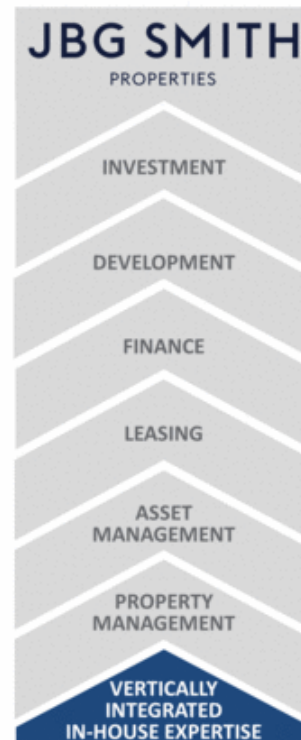 JBG SMITH
PROPERTIES
INVESTMENT
DEVELOPMENT
FINANCE
LEASING
ASSET
MANAGEMENT
PROPERTY
MANAGEMENT
VERTICALLY
INTEGRATED
IN-HOUSE EXPERTISE